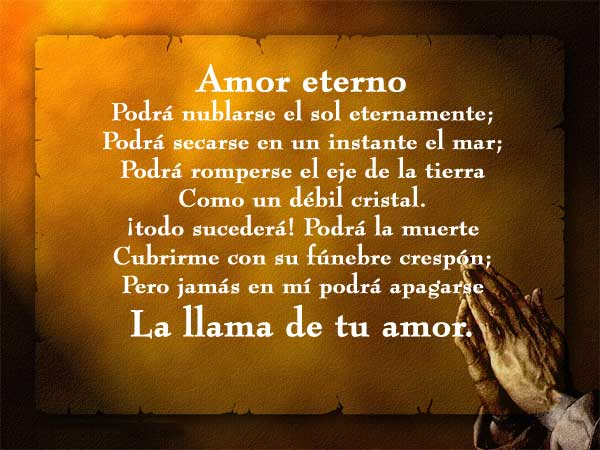 Amor eterno
Podrá nublarse el sol eternamente;
Podrá secarse en un instante el mar;
Podrá romperse el eje de la tierra
Como un débil cristal.
¡todo sucederá! Podrá la muerte
Cubrirme con su fúnebre crespón;
Pero jamás en mí podrá apagarse
La llama de tu amor.